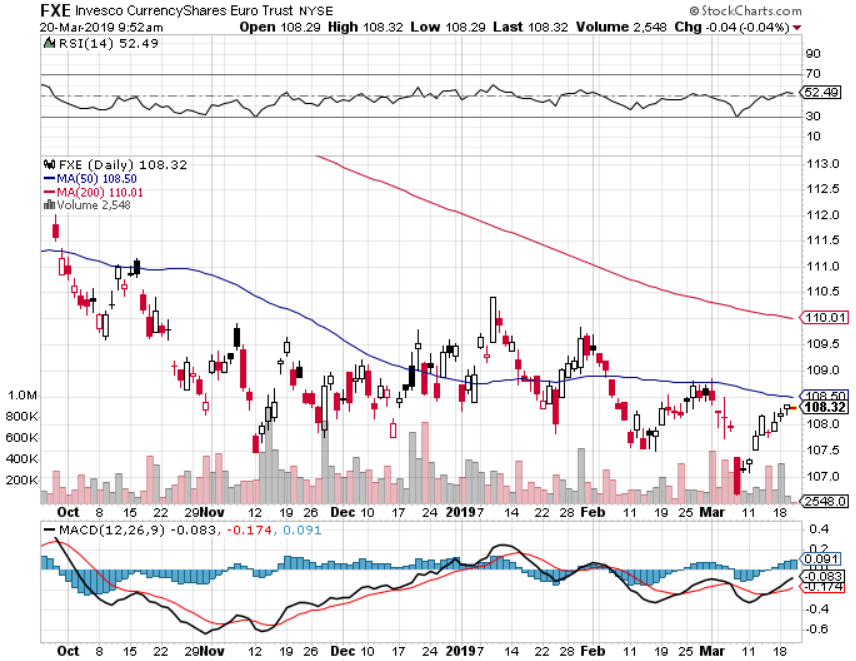 FXE Invesco CurrencyShares Euro Trust NYSE © StockCharts.com
20-Mar-2019 9:52am Open 108.29 High 108.32 Low 108.29 Last 108.32 Volume 2,548 Chg -0.04 (-0.04%)
RSI(14) 52.49
90
70
52.49
30
10
FXE (Daily) 108.32
MA(50) 108.50
MA(200) 110.01
Volume 2,548
113.0
112.5
112.0
111.5
111.0
110.5
110.01
109.5
109.0
108.50
108.32
108.0
107.5
107.0
2548.0
1.0M
800K
600K
400K
200K
Oct 8 15 22 29 Nov 12 19 26 Dec 10 17 24 2019 7 14 22 28 Feb 11 19 25 Mar 11 18
MACD(12,26,9) -0.083, -0.174, 0.091
0.4
0.2
0.091
0.0
-0.083
-0.174
-0.4
-0.6
Oct 8 15 22 29 Nov 12 19 26 Dec 10 17 24 2019 7 14 22 28 Feb 11 19 25 Mar 11 18